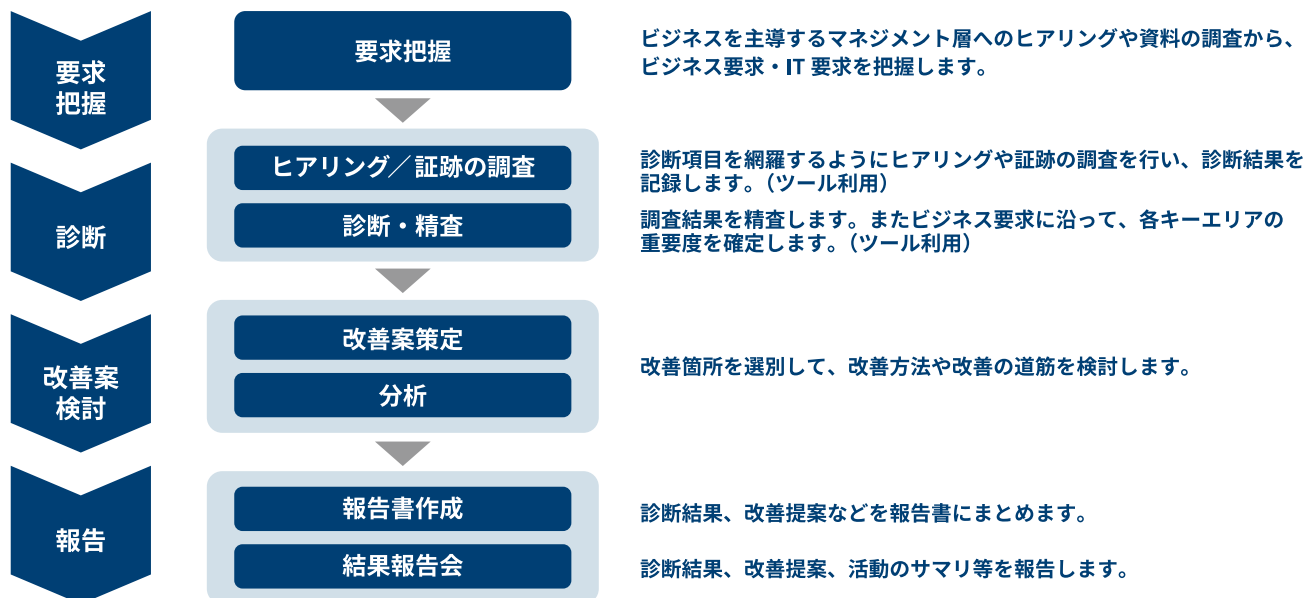 要求
把握
要求把握
ビジネスを主導するマネジメント層へのヒアリングや資料の調査から、
ビジネス要求・IT 要求を把握します。
診断
ヒアリング／証跡の調査
診断項目を網羅するようにヒアリングや証跡の調査を行い、診断結果を
記録します。（ツール利用）
診断・精査
調査結果を精査します。またビジネス要求に沿って、各キーエリアの
重要度を確定します。（ツール利用）
改善案
検討
改善案策定
分析
改善箇所を選別して、改善方法や改善の道筋を検討します。
報告
報告書作成
診断結果、改善提案などを報告書にまとめます。
結果報告会
診断結果、改善提案、活動のサマリ等を報告します。